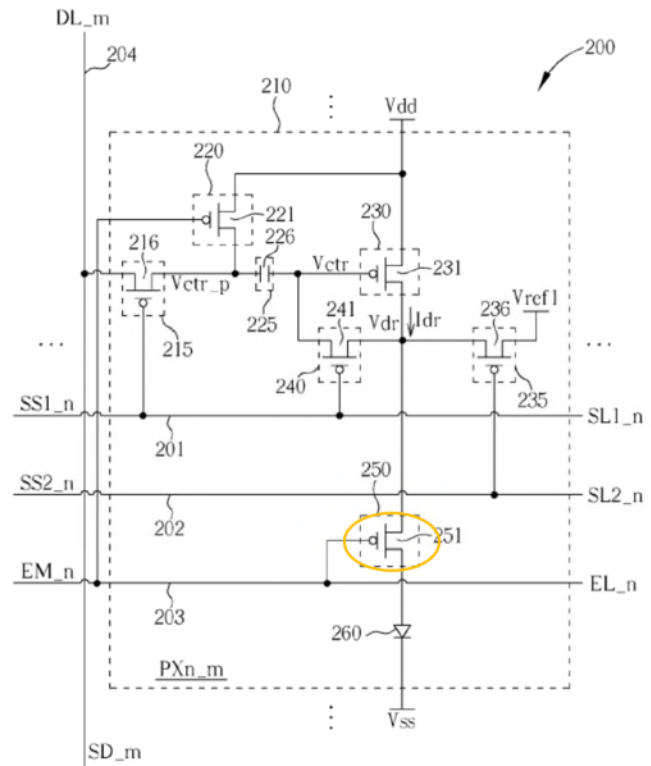 DL_m
204
200
210
Vdd
220
221
230
226
216
Vctr
231
Vctr_p
Vref1
241
236
Vdr
Idr
225
215
240
235
SS1_n
SL1_n
201
SS2_n
SL2_n
250
202
251
EM_n
EL_n
203
260
PXn_m
Vss
SD_m